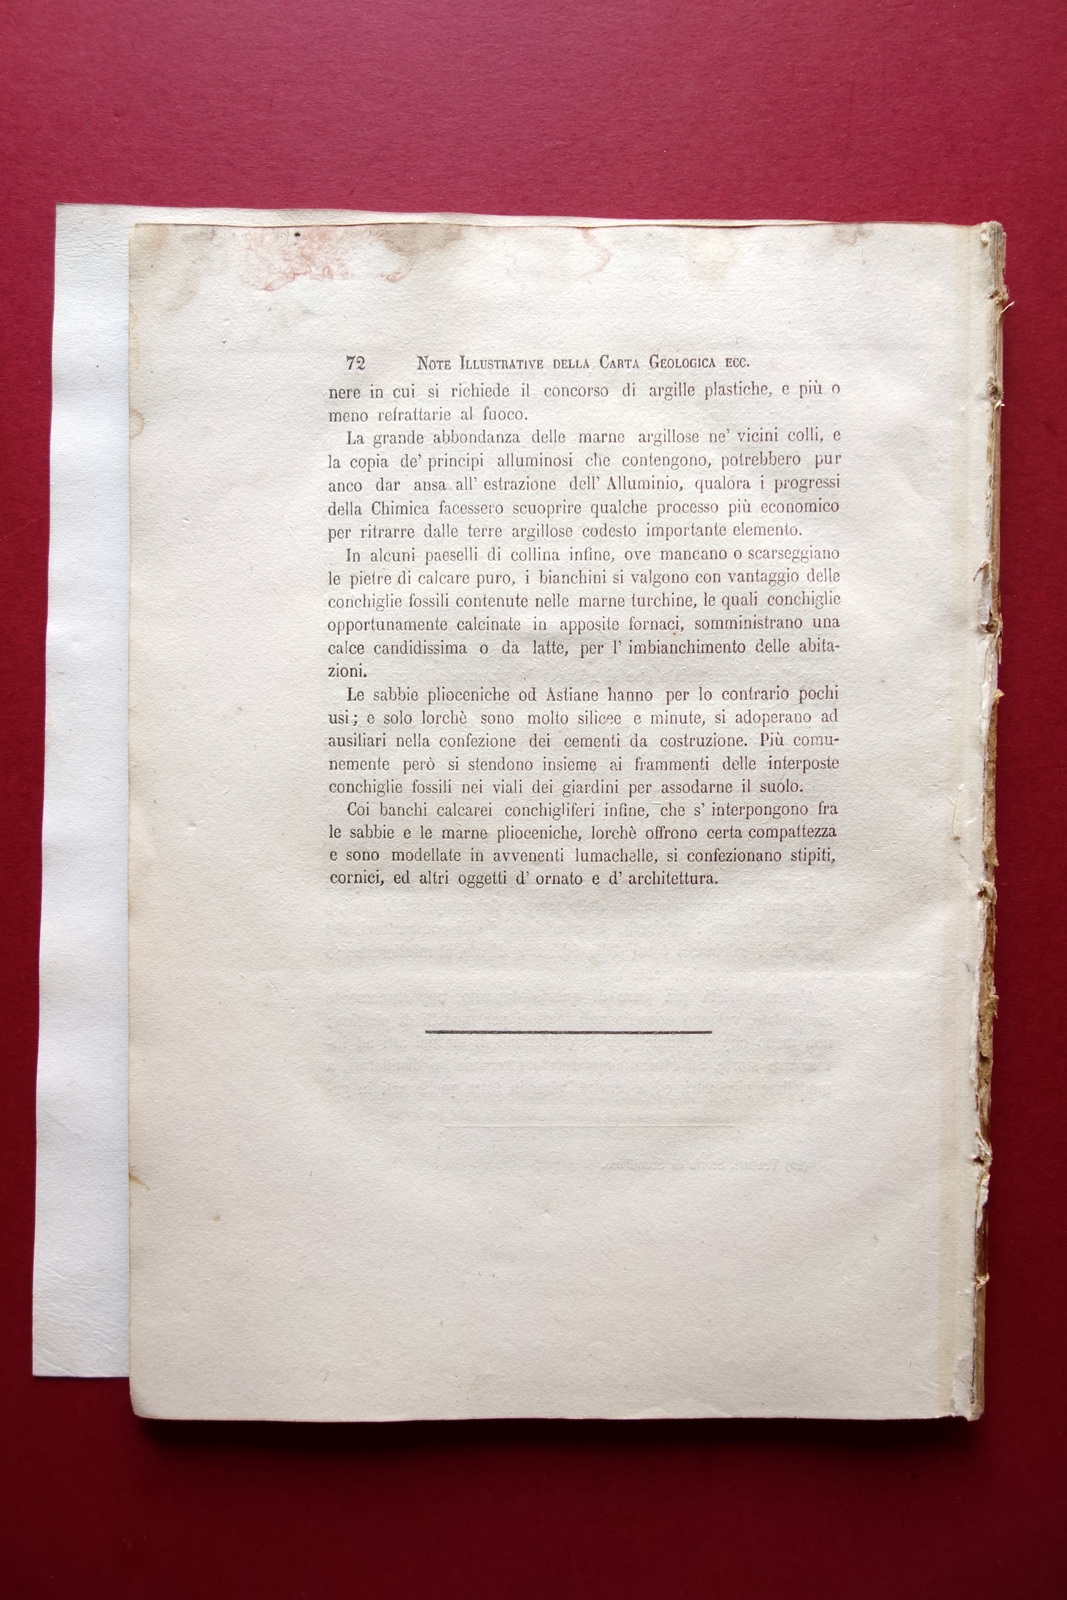 72 Note Illustrative della Carta Geologica ecc.
nere in cui si richiede il concorso di argille plastiche, e più o
meno refrattarie al fuoco.
La grande abbondanza delle marne argillose ne' vicini colli, e
la copia de' principi alluminosi che contengono, potrebbero pur
anco dar ansa all' estrazione dell' Alluminio, qualora i progressi
della Chimica facessero scuoprire qualche processo più economico
per ritrarre dalle terre argillose codesto importante elemento.
In alcuni paeselli di collina infine, ove mancano o scarseggiano
le pietre di calcare puro, i bianchini si valgono con vantaggio delle
conchiglie fossili contenute nelle marne turchine, le quali conchiglie
opportunamente calcinate in apposite fornaci, somministrano una
calce candidissima o da latte, per l' imbianchimento delle abita-
zioni.
Le sabbie plioceniche od Astiane hanno per lo contrario pochi
usi; e solo lorchè sono molto silicee e minute, si adoperano ad
ausiliari nella confezione dei cementi da costruzione. Più comu-
nemente però si stendono insieme ai frammenti delle interposte
conchiglie fossili nei viali dei giardini per assodarne il suolo.
Coi banchi calcarei conchigliferi infine, che s' interpongono fra
le sabbie e le marne plioceniche, lorchè offrono certa compattezza
e sono modellate in avvenenti lumachelle, si confezionano stipiti,
cornici, ed altri oggetti d' ornato e d' architettura.